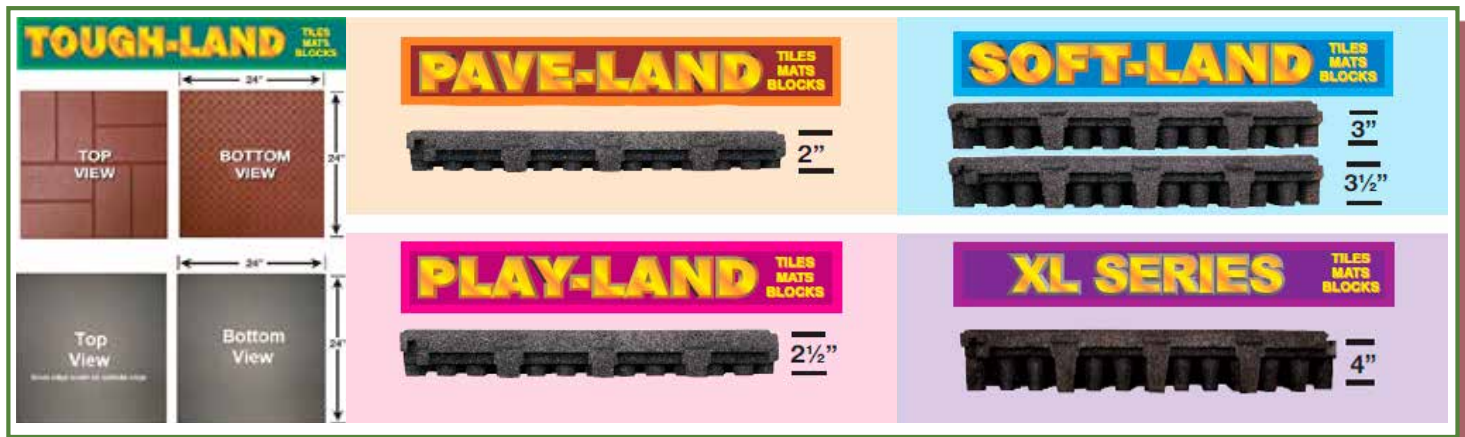 TOUGH-LAND
TILES
MATS
BLOCKS
24"
TOP
VIEW
BOTTOM
VIEW
24"
24"
Top
View
Bottom
View
24"
PAVE-LAND
TILES
MATS
BLOCKS
2”
SOFT-LAND
TILES
MATS
BLOCKS
3”
3½”
PLAY-LAND
TILES
MATS
BLOCKS
2½”
XL SERIES
TILES
MATS
BLOCKS
4”